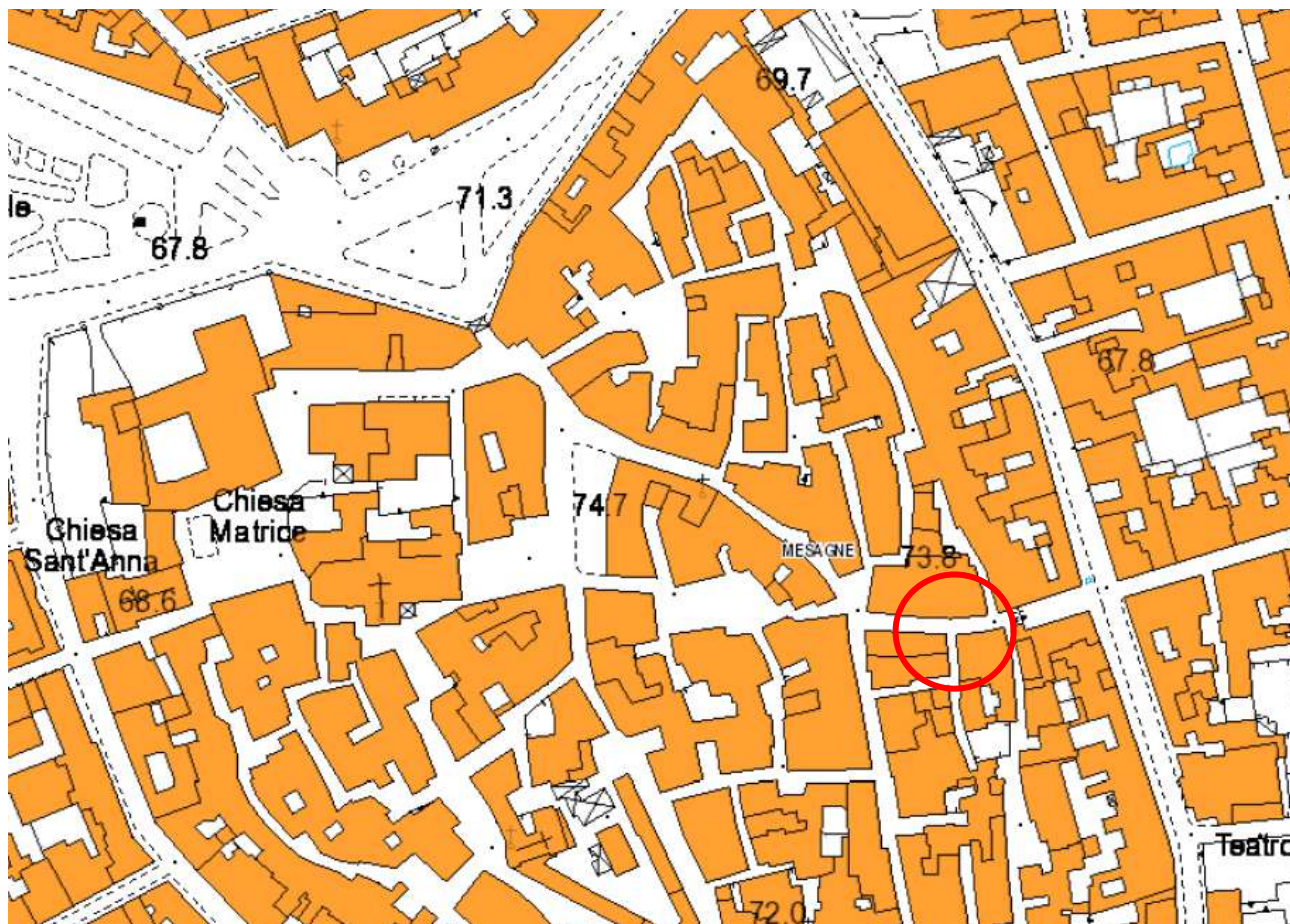 69.7
71.3
le
67.8
67.8
74.7
Chiesa
Matrice
Chiesa
Sant'Anna
MESAGNE
73.8
68.6
Teatro
72.0